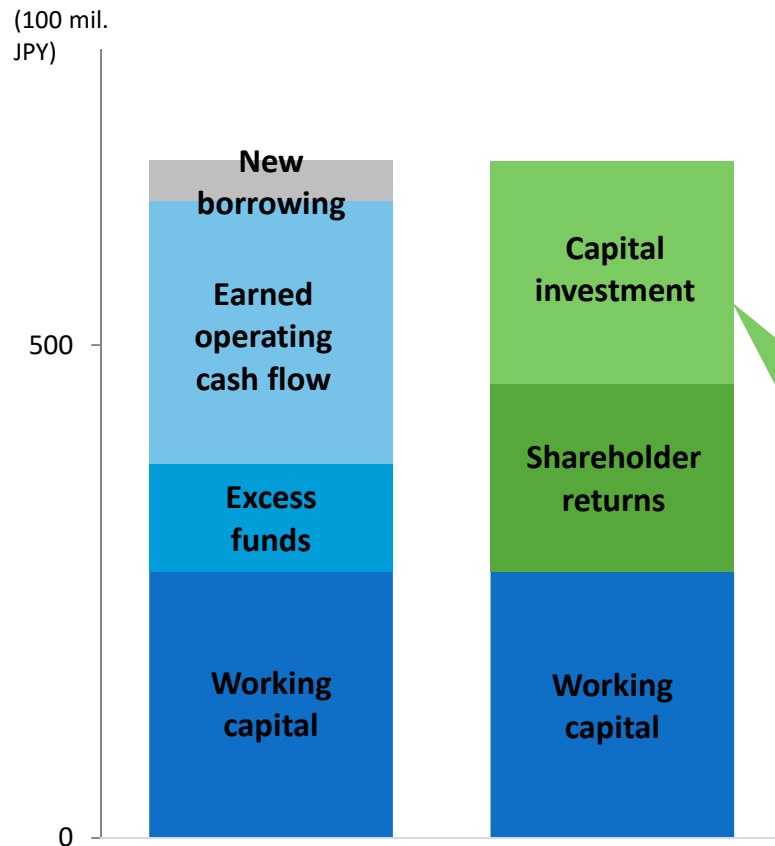 (100 mil.
JPY)
New
borrowing
Earned
operating
cash flow
Excess
funds
Working
capital
Capital
investment
Shareholder
returns
Working
capital
500
0